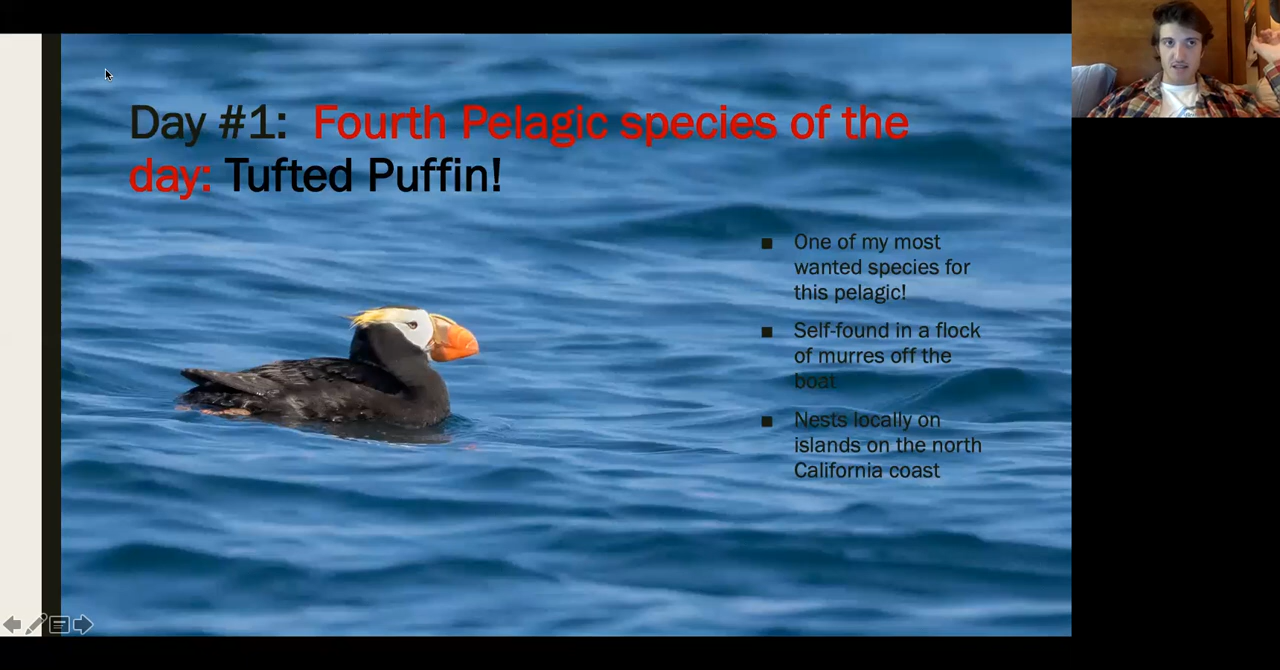 Day #1: Fourth Pelagic species of the
day: Tufted Puffin!
■ One of my most
wanted species for
this pelagic!
■ Self-found in a flock
of murres off the
boat
■ Nests locally on
islands on the north
California coast